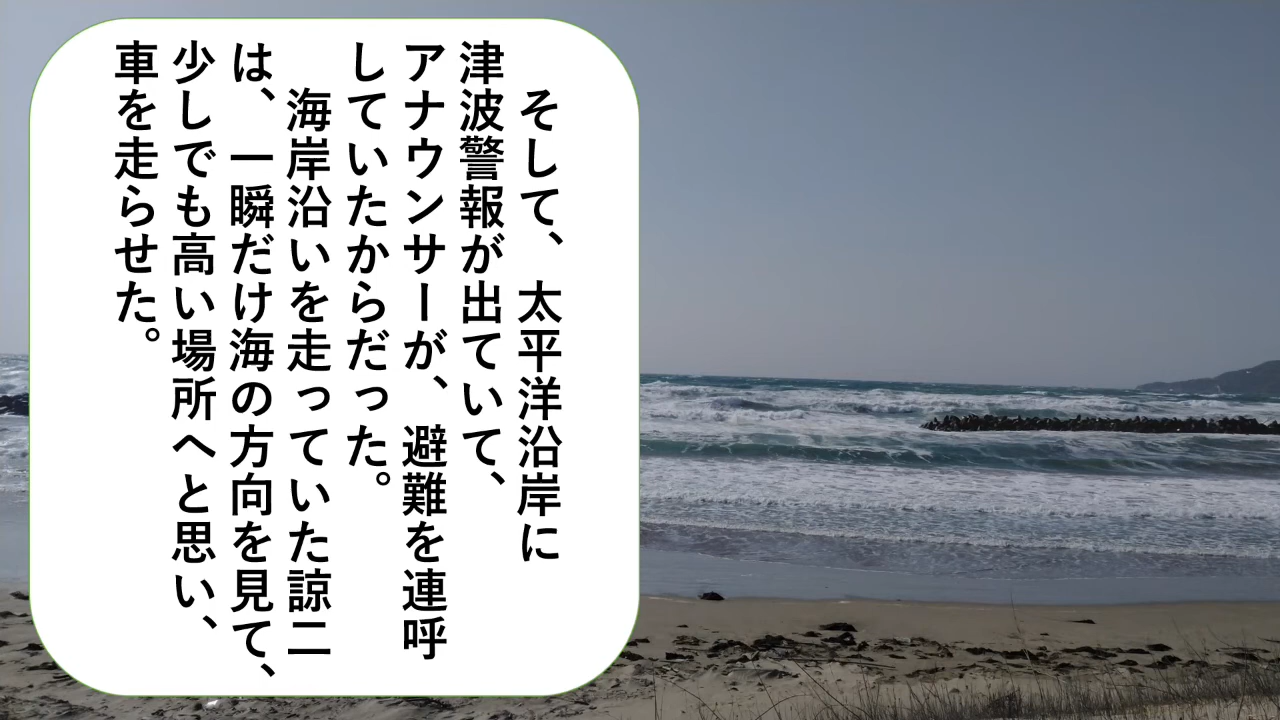 そして、太平洋沿岸に
津波警報が出ていて、
アナウンサーが、避難を連呼
していたからだった。
　海岸沿いを走っていた諒二
は、一瞬だけ海の方向を見て、
少しでも高い場所へと思い、
車を走らせた。